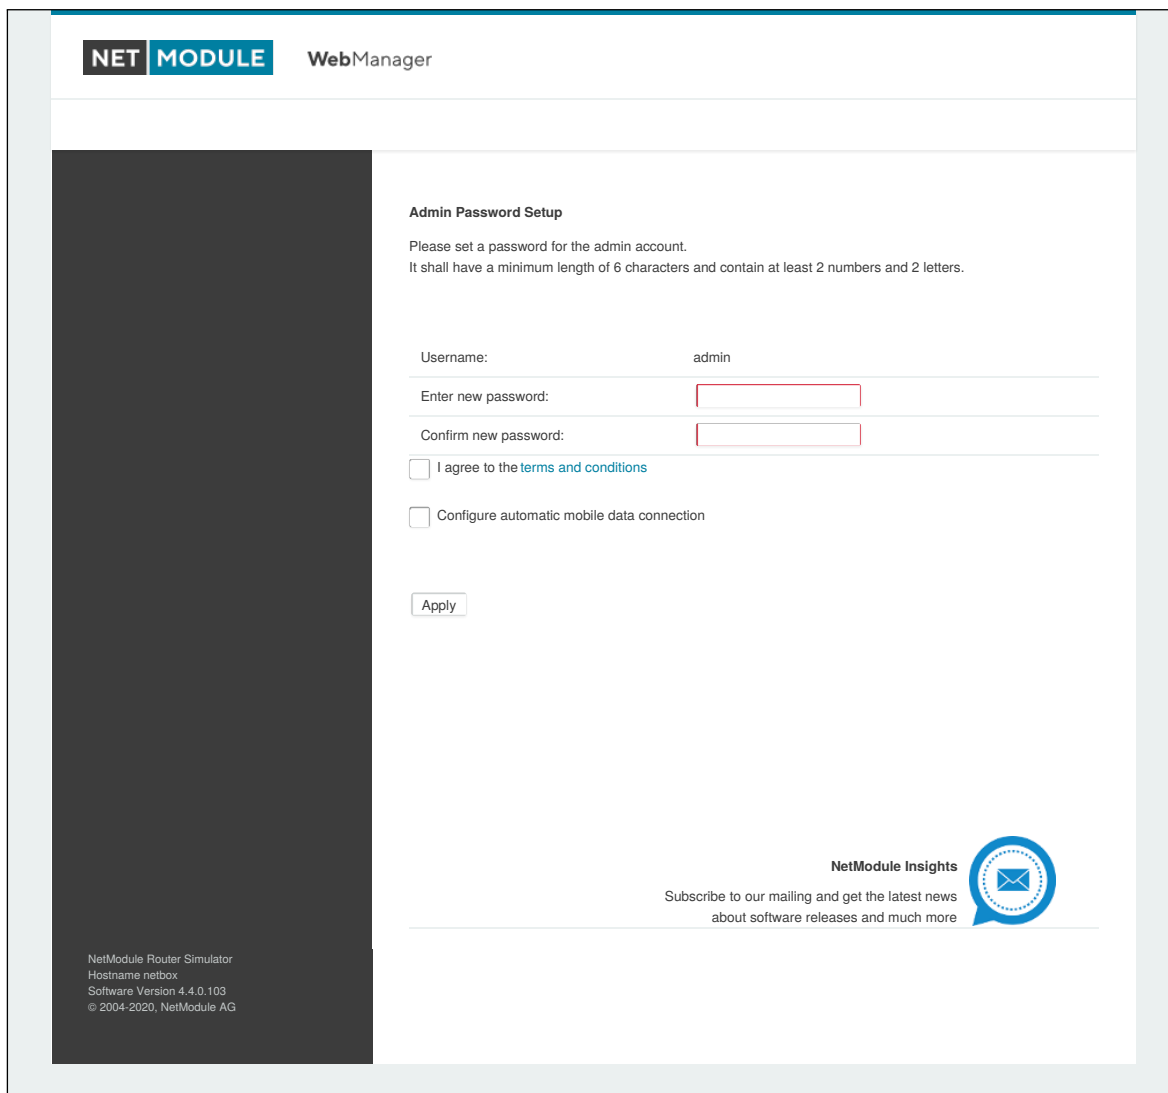 NET MODULE WebManager
Admin Password Setup
Please set a password for the admin account.
It shall have a minimum length of 6 characters and contain at least 2 numbers and 2 letters.
Username: admin
Enter new password:
Confirm new password:
I agree to the terms and conditions
Configure automatic mobile data connection
Apply
NetModule Insights
Subscribe to our mailing and get the latest news
about software releases and much more
NetModule Router Simulator
Hostname netbox
Software Version 4.4.0.103
© 2004-2020, NetModule AG